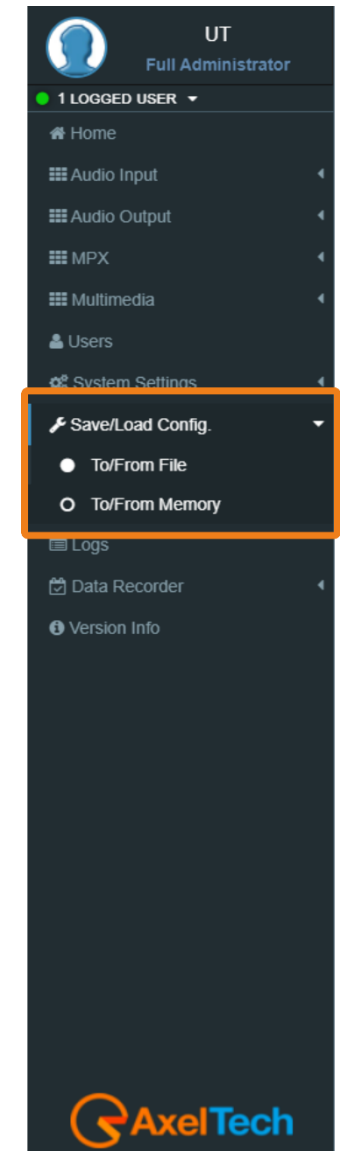 UT
Full Administrator
1 LOGGED USER
Home
Audio Input
Audio Output
MPX
Multimedia
Users
System Settings
Save/Load Config.
To/From File
To/From Memory
Logs
Data Recorder
Version Info
AxelTech